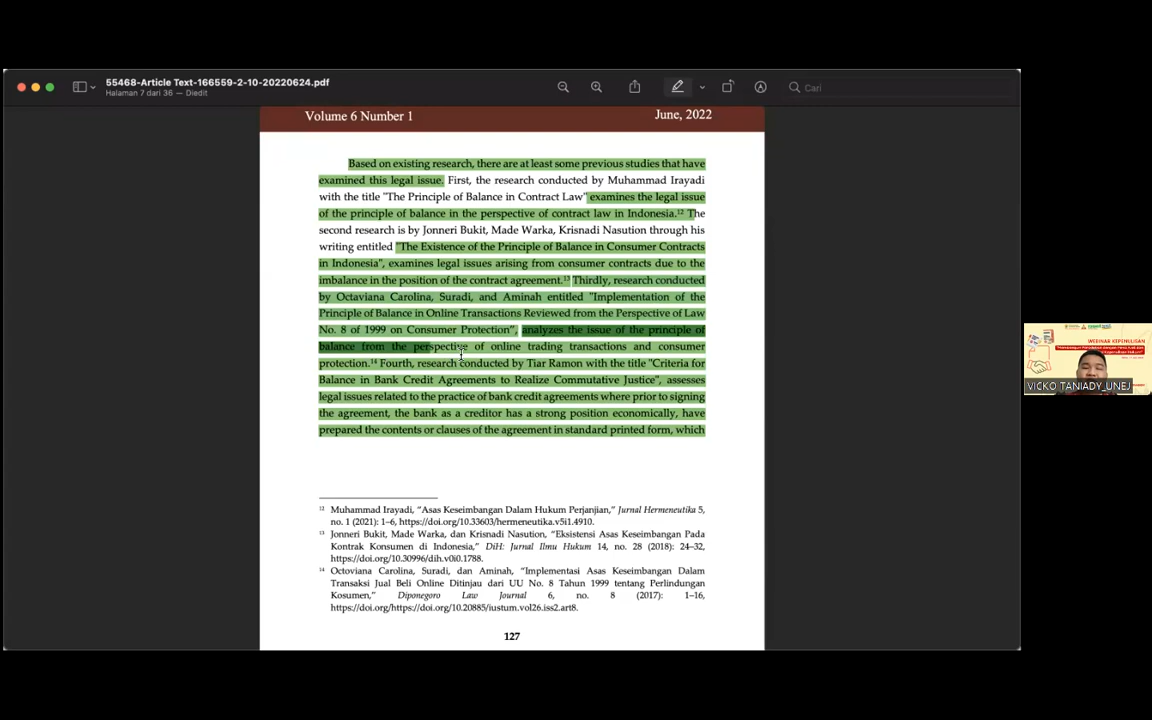 55468-Article Text-166559-2-10-20220624.pdf
Halaman 7 dari 36 — Diedit
Cari
Volume 6 Number 1
June, 2022
Based on existing research, there are at least some previous studies that have
examined this legal issue. First, the research conducted by Muhammad Irayadi
with the title "The Principle of Balance in Contract Law" examines the legal issue
of the principle of balance in the perspective of contract law in Indonesia.¹² The
second research is by Jonneri Bukit, Made Warka, Krisnadi Nasution through his
writing entitled "The Existence of the Principle of Balance in Consumer Contracts
in Indonesia", examines legal issues arising from consumer contracts due to the
imbalance in the position of the contract agreement.¹³ Thirdly, research conducted
by Octaviana Carolina, Suradi, and Aminah entitled "Implementation of the
Principle of Balance in Online Transactions Reviewed from the Perspective of Law
No. 8 of 1999 on Consumer Protection", analyzes the issue of the principle of
balance from the perspective of online trading transactions and consumer
protection.¹⁴ Fourth, research conducted by Tiar Ramon with the title "Criteria for
Balance in Bank Credit Agreements to Realize Commutative Justice", assesses
legal issues related to the practice of bank credit agreements where prior to signing
the agreement, the bank as a creditor has a strong position economically, have
prepared the contents or clauses of the agreement in standard printed form, which
¹² Muhammad Irayadi, "Asas Keseimbangan Dalam Hukum Perjanjian," Jurnal Hermeneutika 5,
no. 1 (2021): 1–6, https://doi.org/10.33603/hermeneutika.v5i1.4910.
¹³ Jonneri Bukit, Made Warka, dan Krisnadi Nasution, "Eksistensi Asas Keseimbangan Pada
Kontrak Konsumen di Indonesia," DiH: Jurnal Ilmu Hukum 14, no. 28 (2018): 24–32,
https://doi.org/10.30996/dih.v0i0.1788.
¹⁴ Octoviana Carolina, Suradi, dan Aminah, "Implementasi Asas Keseimbangan Dalam
Transaksi Jual Beli Online Ditinjau dari UU No. 8 Tahun 1999 tentang Perlindungan
Kosumen," Diponegoro Law Journal 6, no. 8 (2017): 1–16,
https://doi.org/https://doi.org/10.20885/iustum.vol26.iss2.art8.
127
WEBINAR KEPENULISAN
VICKO TANIADY_UNEJ